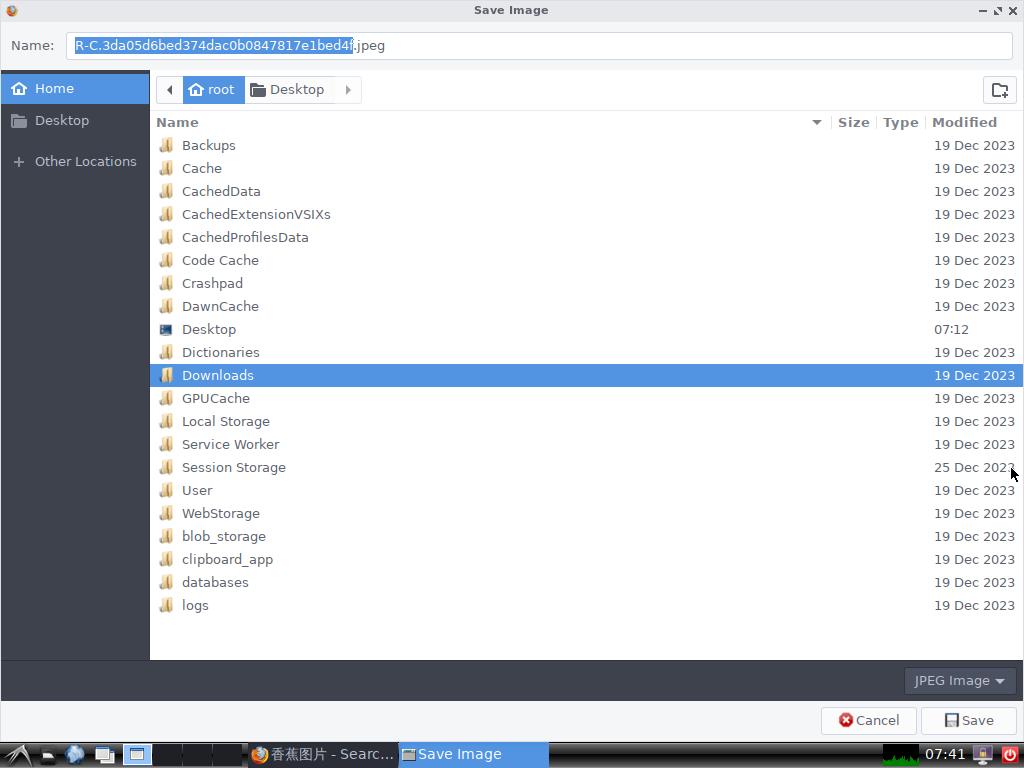 Save Image
Name: R-C.3da05d6bed374dac0b0847817e1bed4f.jpeg
Home
Desktop
Other Locations
root Desktop
Name Size Type Modified
Backups 19 Dec 2023
Cache 19 Dec 2023
CachedData 19 Dec 2023
CachedExtensionVSIXs 19 Dec 2023
CachedProfilesData 19 Dec 2023
Code Cache 19 Dec 2023
Crashpad 19 Dec 2023
DawnCache 19 Dec 2023
Desktop 07:12
Dictionaries 19 Dec 2023
Downloads 19 Dec 2023
GPUCache 19 Dec 2023
Local Storage 19 Dec 2023
Service Worker 19 Dec 2023
Session Storage 25 Dec 2023
User 19 Dec 2023
WebStorage 19 Dec 2023
blob_storage 19 Dec 2023
clipboard_app 19 Dec 2023
databases 19 Dec 2023
logs 19 Dec 2023
JPEG Image
Cancel Save
香蕉图片 - Searc... Save Image 07:41